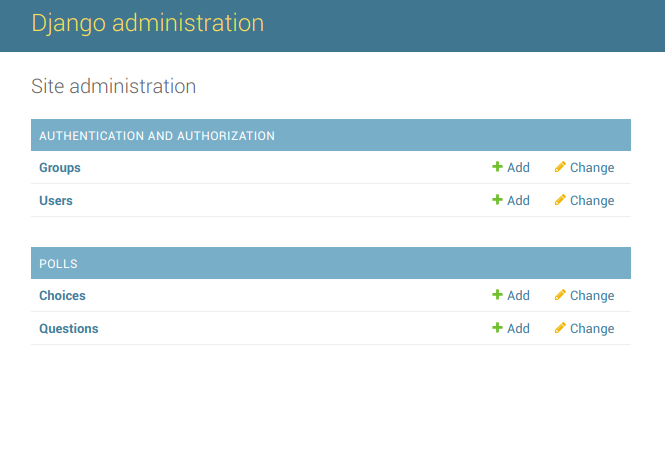 Django administration
Site administration
AUTHENTICATION AND AUTHORIZATION
Groups Add Change
Users Add Change
POLLS
Choices Add Change
Questions Add Change